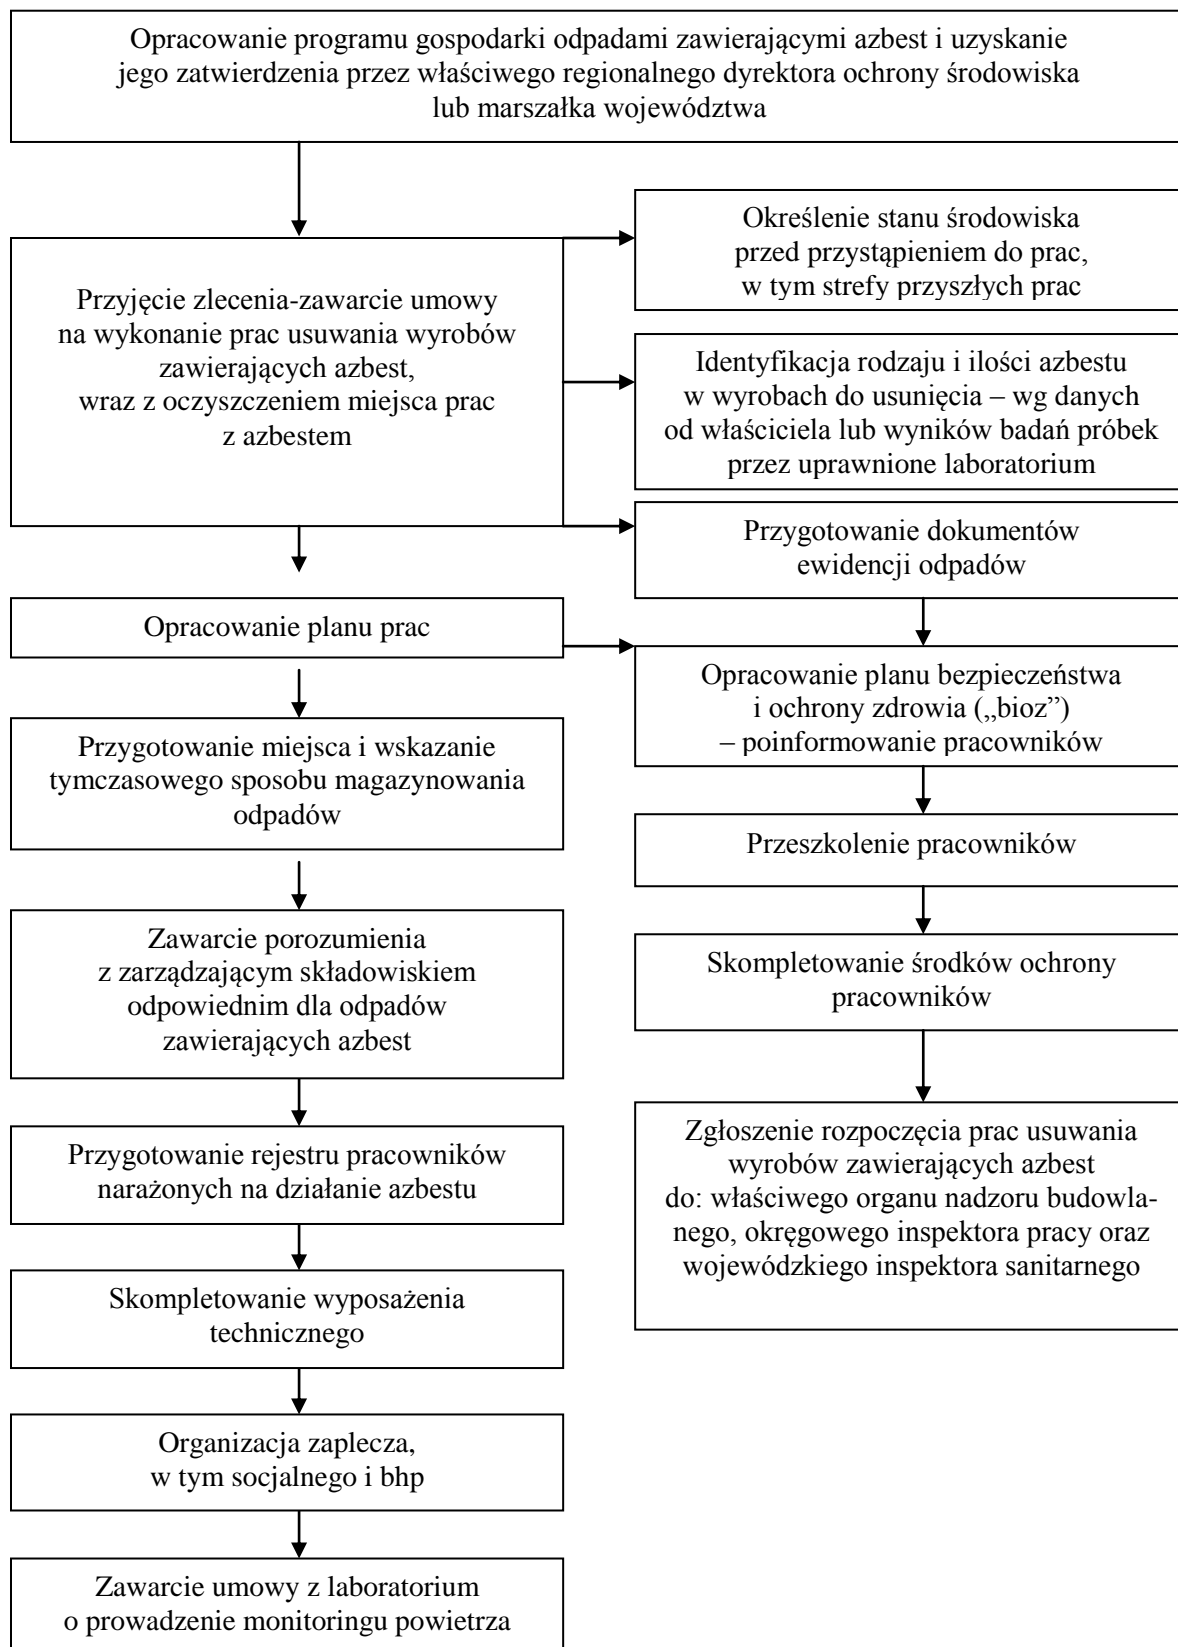 Opracowanie programu gospodarki odpadami zawierającymi azbest i uzyskanie
jego zatwierdzenia przez właściwego regionalnego dyrektora ochrony środowiska
lub marszałka województwa
Przyjęcie zlecenia-zawarcie umowy
na wykonanie prac usuwania wyrobów
zawierających azbest,
wraz z oczyszczeniem miejsca prac
z azbestem
Określenie stanu środowiska
przed przystąpieniem do prac,
w tym strefy przyszłych prac
Identyfikacja rodzaju i ilości azbestu
w wyrobach do usunięcia – wg danych
od właściciela lub wyników badań próbek
przez uprawnione laboratorium
Przygotowanie dokumentów
ewidencji odpadów
Opracowanie planu prac
Opracowanie planu bezpieczeństwa
i ochrony zdrowia („bioz”)
– poinformowanie pracowników
Przygotowanie miejsca i wskazanie
tymczasowego sposobu magazynowania
odpadów
Przeszkolenie pracowników
Zawarcie porozumienia
z zarządzającym składowiskiem
odpowiednim dla odpadów
zawierających azbest
Skompletowanie środków ochrony
pracowników
Przygotowanie rejestru pracowników
narażonych na działanie azbestu
Zgłoszenie rozpoczęcia prac usuwania
wyrobów zawierających azbest
do: właściwego organu nadzoru budowla-
nego, okręgowego inspektora pracy oraz
wojewódzkiego inspektora sanitarnego
Skompletowanie wyposażenia
technicznego
Organizacja zaplecza,
w tym socjalnego i bhp
Zawarcie umowy z laboratorium
o prowadzenie monitoringu powietrza